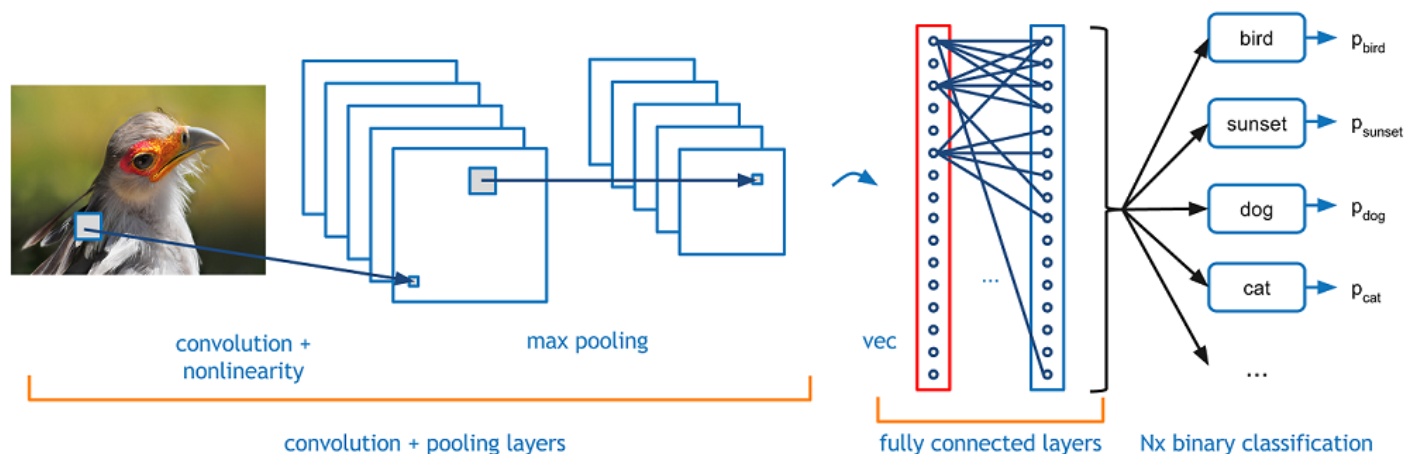 convolution +
nonlinearity
max pooling
vec
...
bird
p_bird
sunset
p_sunset
dog
p_dog
cat
p_cat
...
convolution + pooling layers
fully connected layers
Nx binary classification